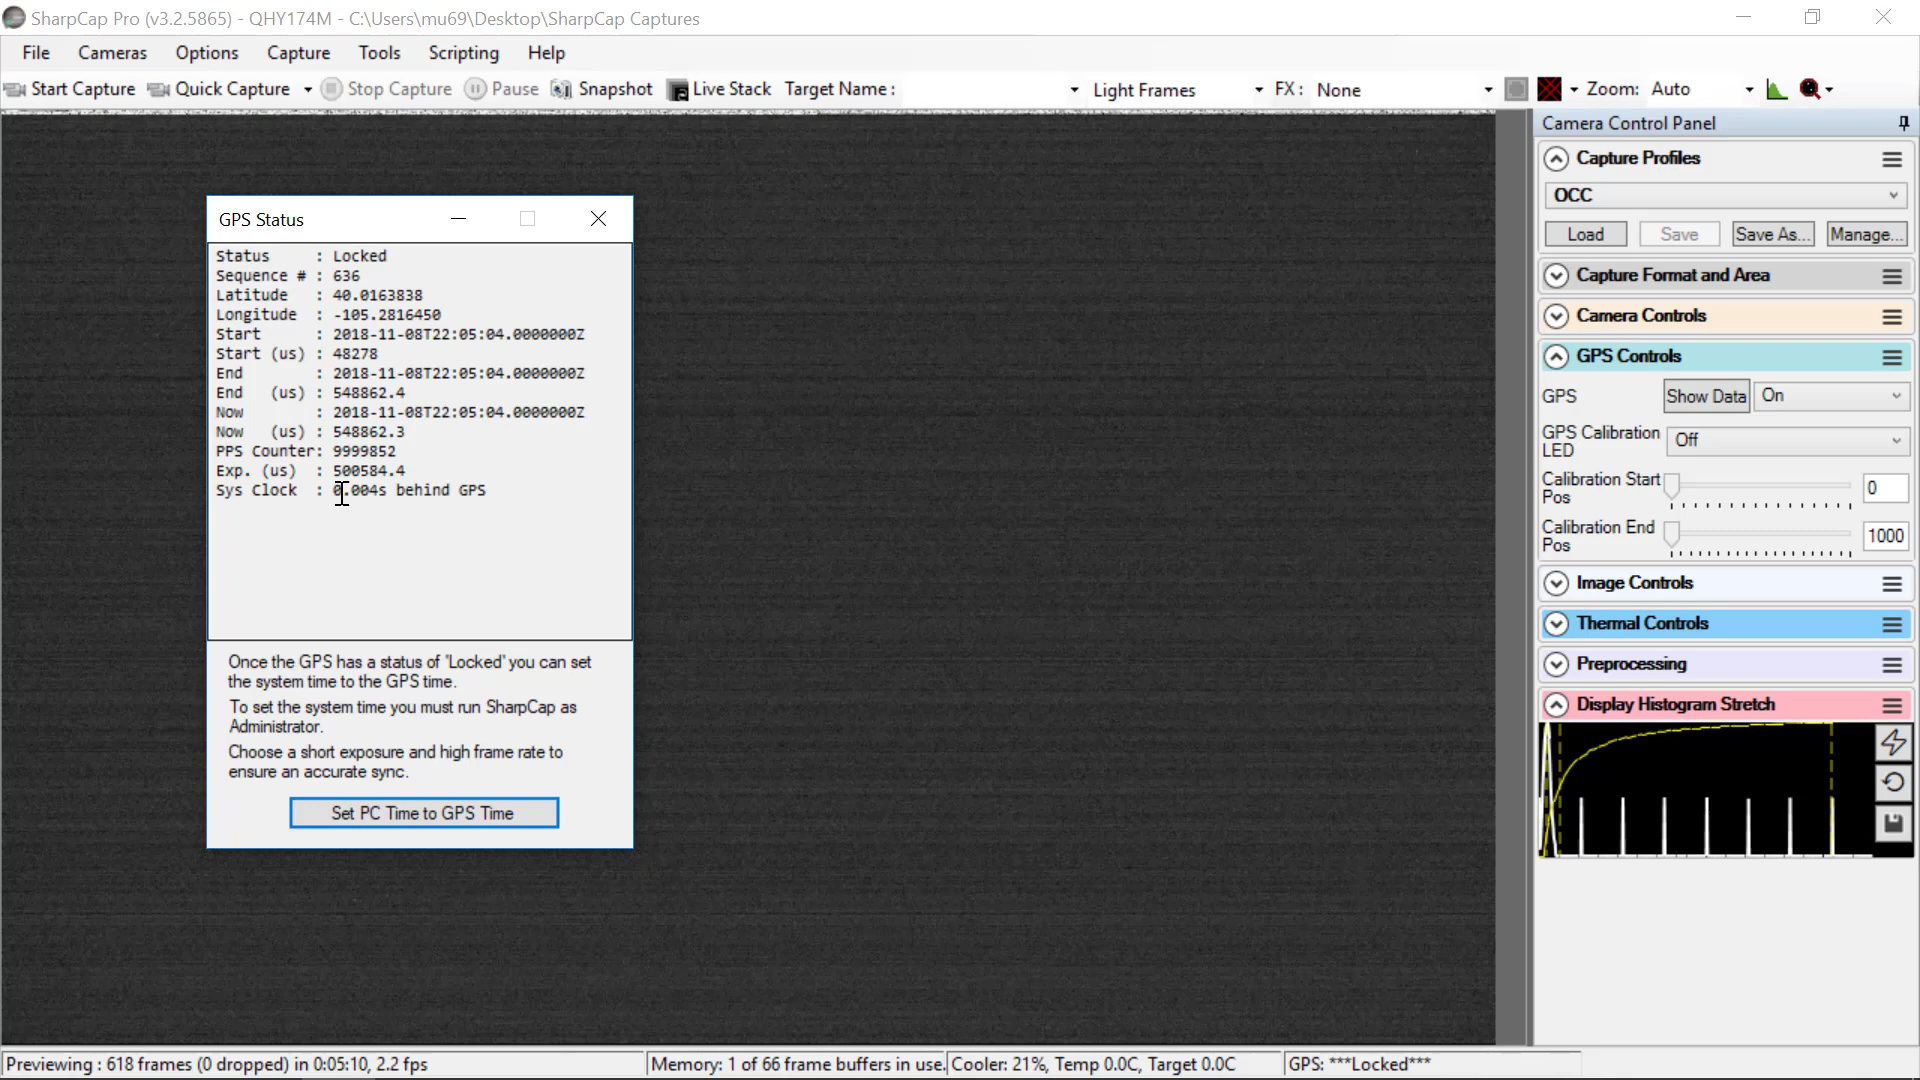 SharpCap Pro (v3.2.5865) - QHY174M - C:\Users\mu69\Desktop\SharpCap Captures
File Cameras Options Capture Tools Scripting Help
Start Capture Quick Capture Stop Capture Pause Snapshot Live Stack Target Name : Light Frames FX : None Zoom: Auto
GPS Status
Status : Locked
Sequence # : 636
Latitude : 40.0163838
Longitude : -105.2816450
Start : 2018-11-08T22:05:04.0000000Z
Start (us) : 48278
End : 2018-11-08T22:05:04.0000000Z
End (us) : 548862.4
Now : 2018-11-08T22:05:04.0000000Z
Now (us) : 548862.3
PPS Counter: 9999852
Exp. (us) : 500584.4
Sys Clock : 0.004s behind GPS
Once the GPS has a status of 'Locked' you can set
the system time to the GPS time.
To set the system time you must run SharpCap as
Administrator.
Choose a short exposure and high frame rate to
ensure an accurate sync.
Set PC Time to GPS Time
Camera Control Panel
Capture Profiles
OCC
Load Save Save As... Manage...
Capture Format and Area
Camera Controls
GPS Controls
GPS Show Data On
GPS Calibration
LED Off
Calibration Start
Pos 0
Calibration End
Pos 1000
Image Controls
Thermal Controls
Preprocessing
Display Histogram Stretch
Previewing : 618 frames (0 dropped) in 0:05:10, 2.2 fps Memory: 1 of 66 frame buffers in use. Cooler: 21%, Temp 0.0C, Target 0.0C GPS: ***Locked***